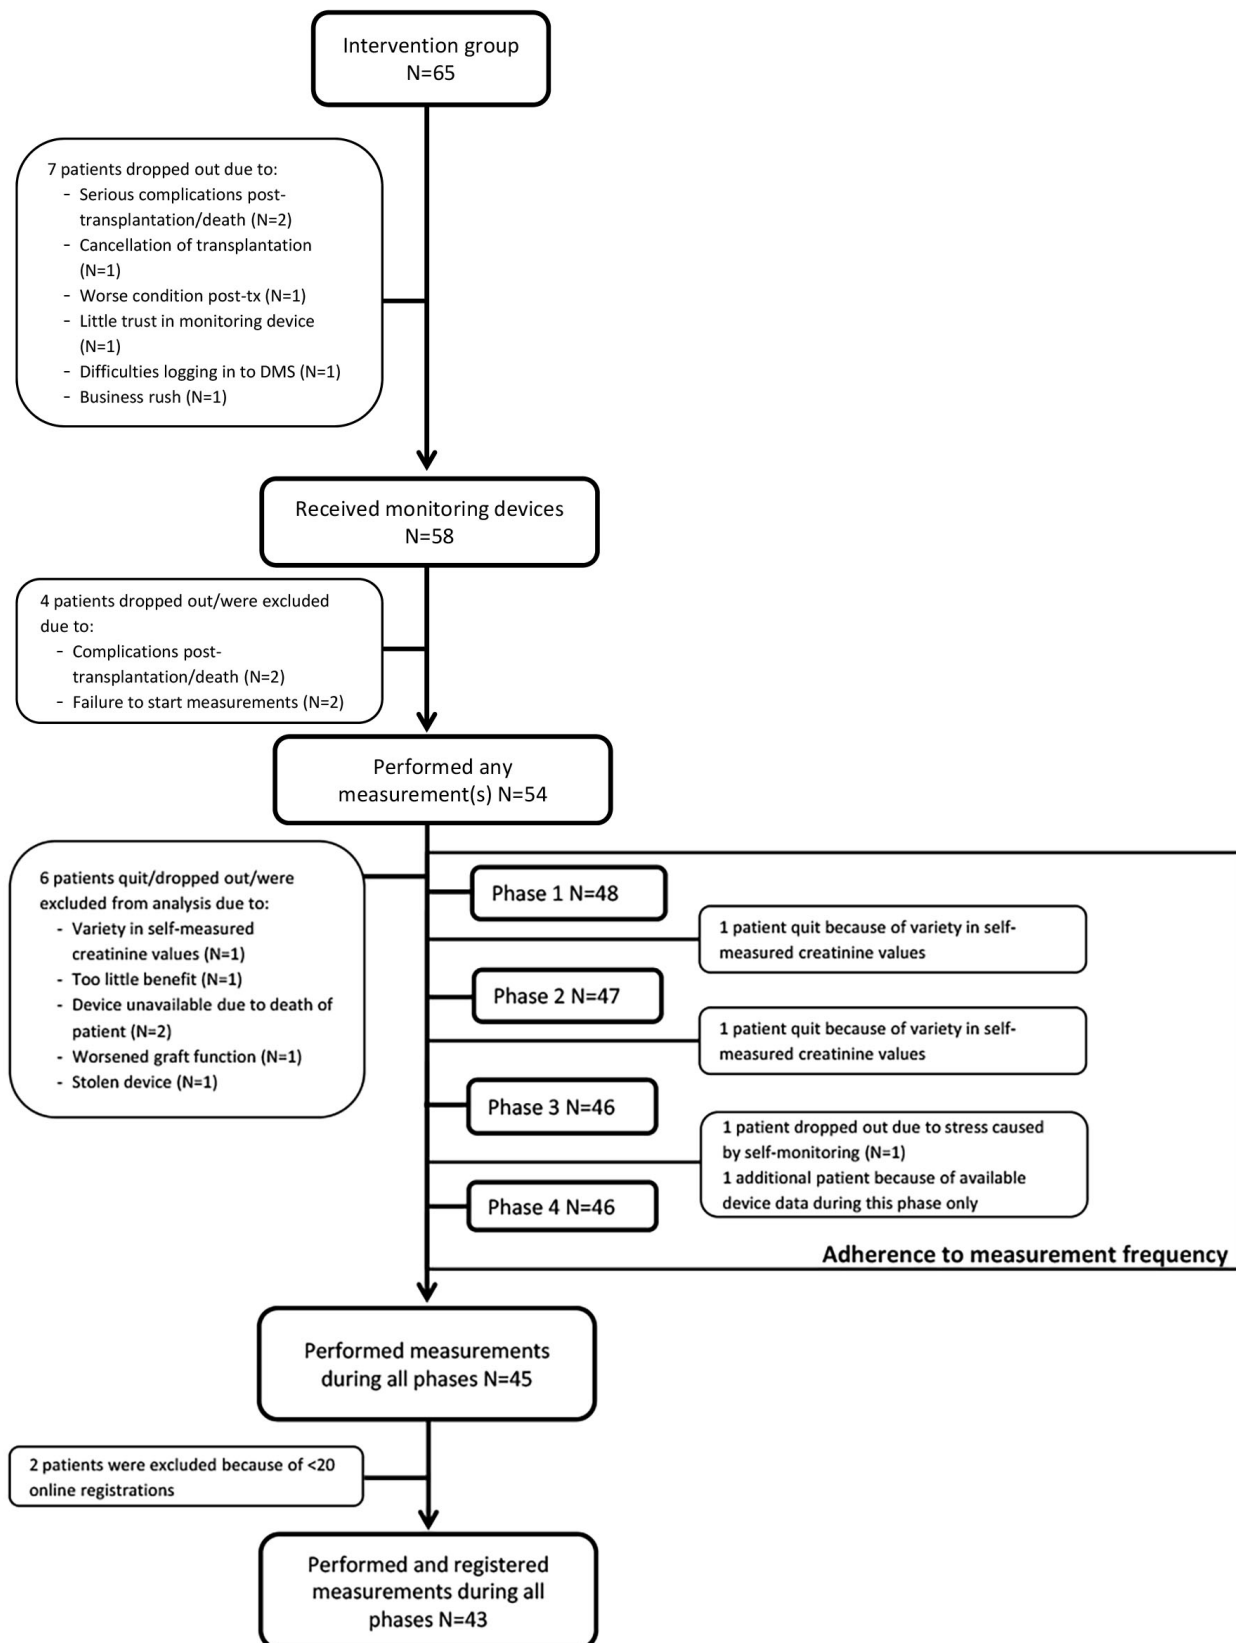 Intervention group
N=65
7 patients dropped out due to:
- Serious complications post-
transplantation/death (N=2)
- Cancellation of transplantation
(N=1)
- Worse condition post-tx (N=1)
- Little trust in monitoring device
(N=1)
- Difficulties logging in to DMS (N=1)
- Business rush (N=1)
Received monitoring devices
N=58
4 patients dropped out/were excluded
due to:
- Complications post-
transplantation/death (N=2)
- Failure to start measurements (N=2)
Performed any
measurement(s) N=54
6 patients quit/dropped out/were
excluded from analysis due to:
- Variety in self-measured
creatinine values (N=1)
- Too little benefit (N=1)
- Device unavailable due to death of
patient (N=2)
- Worsened graft function (N=1)
- Stolen device (N=1)
Phase 1 N=48
1 patient quit because of variety in self-
measured creatinine values
Phase 2 N=47
1 patient quit because of variety in self-
measured creatinine values
Phase 3 N=46
1 patient dropped out due to stress caused
by self-monitoring (N=1)
1 additional patient because of available
device data during this phase only
Phase 4 N=46
Adherence to measurement frequency
Performed measurements
during all phases N=45
2 patients were excluded because of <20
online registrations
Performed and registered
measurements during all
phases N=43